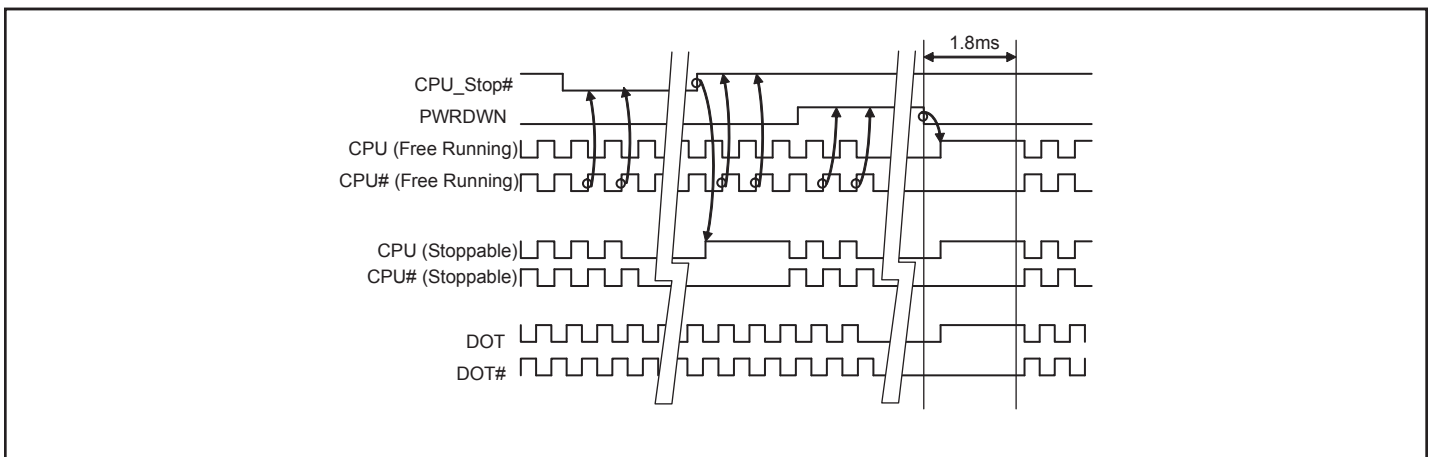 1.8ms
CPU_Stop#
PWRDWN
CPU (Free Running)
CPU# (Free Running)
CPU (Stoppable)
CPU# (Stoppable)
DOT
DOT#